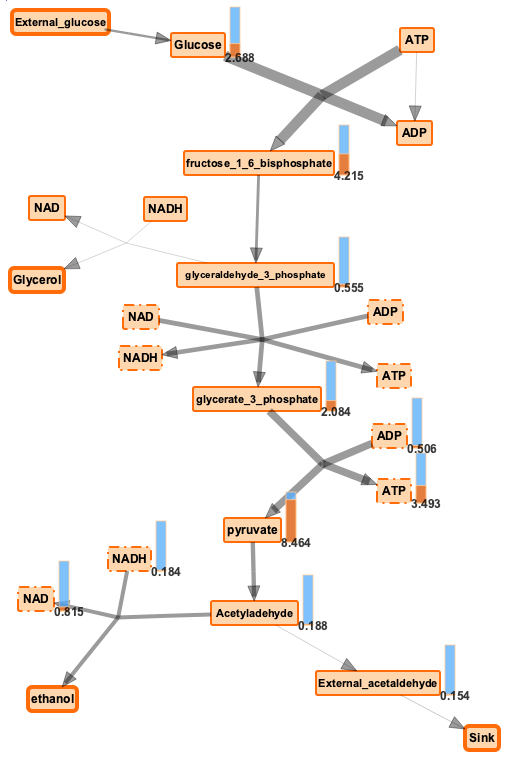 External_glucose
Glucose
2.688
ATP
ADP
fructose_1_6_bisphosphate
4.215
NAD
NADH
Glycerol
glyceraldehyde_3_phosphate
0.555
NAD
ADP
NADH
ATP
glycerate_3_phosphate
2.084
ADP
0.506
ATP
3.493
pyruvate
8.464
NADH
0.184
NAD
0.815
Acetyladehyde
0.188
ethanol
External_acetaldehyde
0.154
Sink